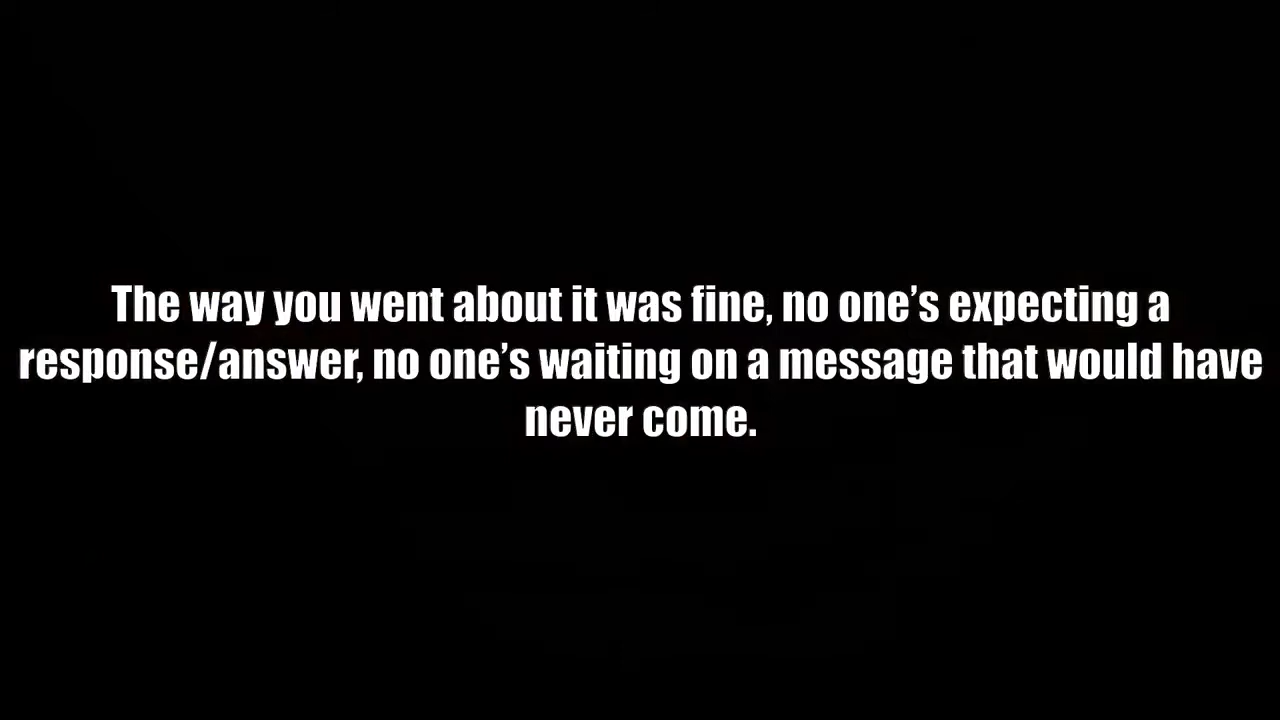 The way you went about it was fine, no one’s expecting a
response/answer, no one’s waiting on a message that would have
never come.